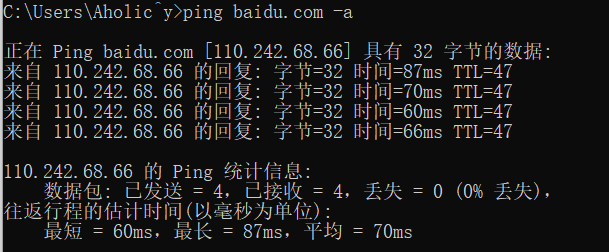 C:\Users\Aholic^y>ping baidu.com -a
正在 Ping baidu.com [110.242.68.66] 具有 32 字节的数据:
来自 110.242.68.66 的回复: 字节=32 时间=87ms TTL=47
来自 110.242.68.66 的回复: 字节=32 时间=70ms TTL=47
来自 110.242.68.66 的回复: 字节=32 时间=60ms TTL=47
来自 110.242.68.66 的回复: 字节=32 时间=66ms TTL=47
110.242.68.66 的 Ping 统计信息:
数据包: 已发送 = 4，已接收 = 4，丢失 = 0 (0% 丢失)，
往返行程的估计时间(以毫秒为单位):
最短 = 60ms，最长 = 87ms，平均 = 70ms